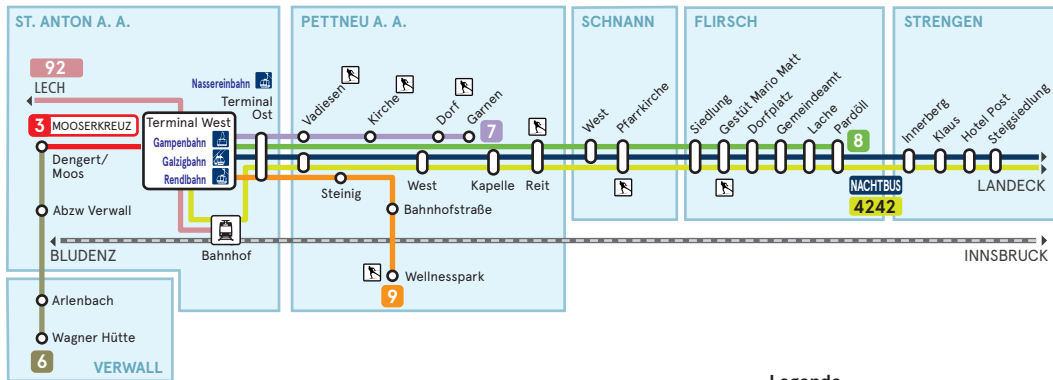 ST. ANTON A. A.
PETTNEU A. A.
SCHNANN
FLIRSCH
STRENGEN
92
LECH
Nassereinbahn
Terminal
Ost
3 MOOSERKREUZ
Terminal West
Gampenbahn
Galzigbahn
Rendlbahn
Dengert/
Moos
Abzw Verwall
Bahnhof
Vadiesen
Kirche
Dorf
Garnen
7
Steinig
West
Kapelle
Reit
Bahnhofstraße
Wellnesspark
9
West
Pfarrkirche
Siedlung
Gestüt Mario Matt
Dorfplatz
Gemeindeamt
Lache
Pardöll
8
Innerberg
Klaus
Hotel Post
Steigsiedlung
NACHTBUS
4242
LANDECK
BLUDENZ
INNSBRUCK
Arlenbach
Wagner Hütte
6
VERWALL